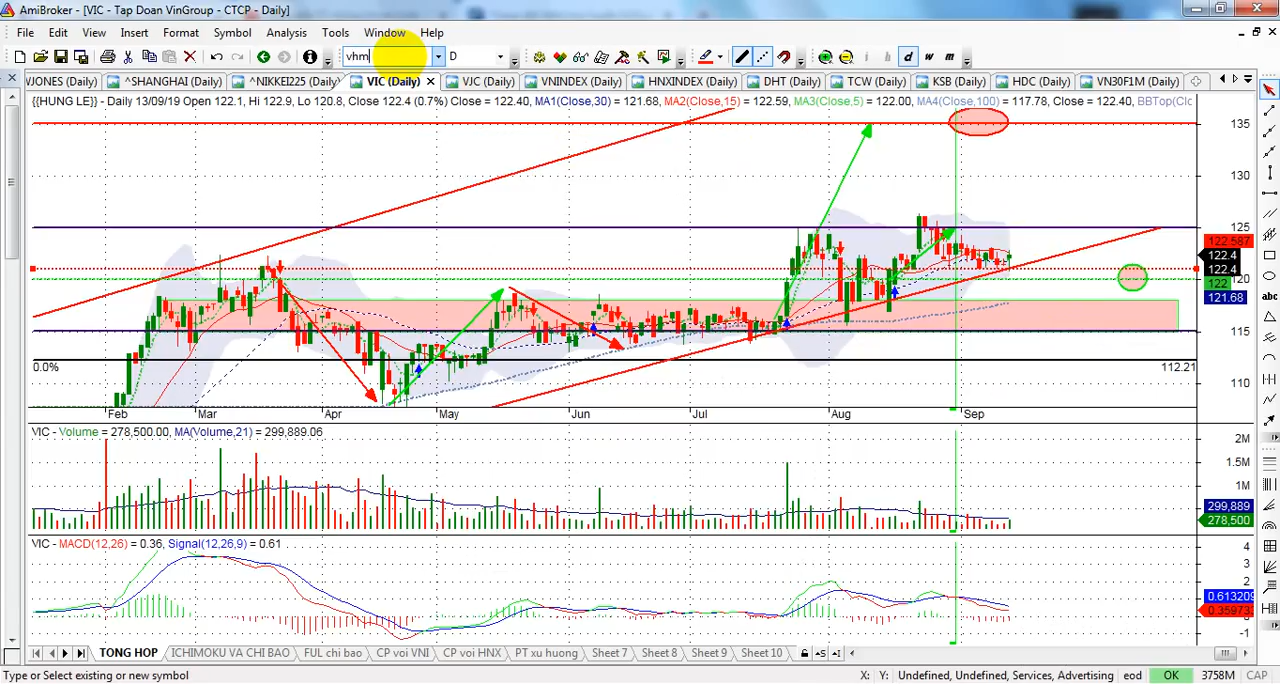 AmiBroker - [VIC - Tap Doan VinGroup - CTCP - Daily]
File Edit View Insert Format Symbol Analysis Tools Window Help
vhm D d w m
VJONES (Daily) ^SHANGHAI (Daily) ^NIKKEI225 (Daily) VIC (Daily) VJC (Daily) VNINDEX (Daily) HNXINDEX (Daily) DHT (Daily) TCW (Daily) KSB (Daily) HDC (Daily) VN30F1M (Daily)
{{HUNG LE}} - Daily 13/09/19 Open 122.1, Hi 122.9, Lo 120.8, Close 122.4 (0.7%) Close = 122.40, MA1(Close,30) = 121.68, MA2(Close,15) = 122.59, MA3(Close,5) = 122.00, MA4(Close,100) = 117.78, Close = 122.40, BBTop(Clc
135
130
125
122.587
122.4
122.4
120
122
121.68
115
0.0% 112.21
110
Feb Mar Apr May Jun Jul Aug Sep
VIC - Volume = 278,500.00, MA(Volume,21) = 299,889.06
2M
1.5M
1M
299,889
278,500
VIC - MACD(12,26) = 0.36, Signal(12,26,9) = 0.61
4
3
2
1
0.613209
0.359733
-1
TONG HOP ICHIMOKU VA CHI BAO FUL chi bao CP voi VNI CP voi HNX PT xu huong Sheet 7 Sheet 8 Sheet 9 Sheet 10
Type or Select existing or new symbol X: Y: Undefined, Undefined, Services, Advertising eod OK 3758M CAP
abc